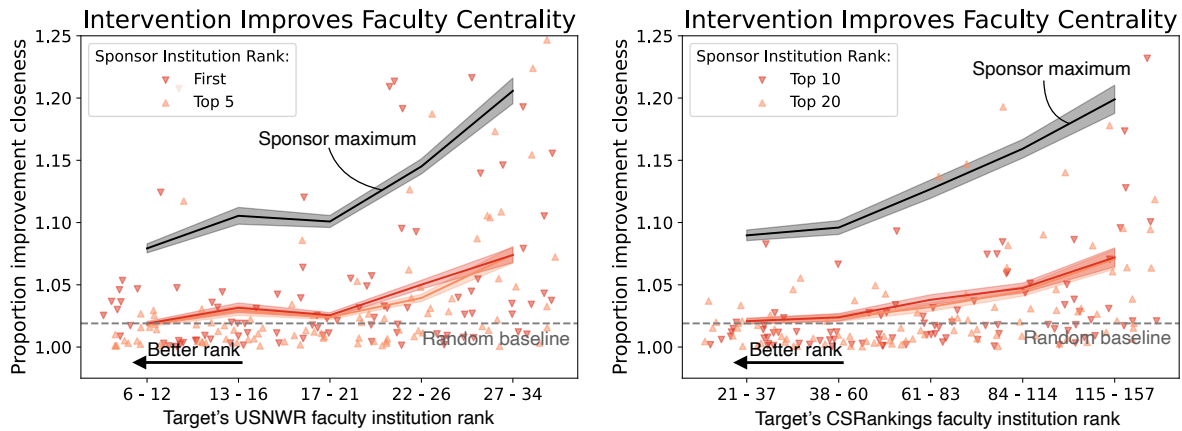 Intervention Improves Faculty Centrality
Proportion improvement closeness
1.25
1.20
1.15
1.10
1.05
1.00
Sponsor Institution Rank:
First
Top 5
Sponsor maximum
Random baseline
Better rank
6 - 12
13 - 16
17 - 21
22 - 26
27 - 34
Target's USNWR faculty institution rank
Intervention Improves Faculty Centrality
Proportion improvement closeness
1.25
1.20
1.15
1.10
1.05
1.00
Sponsor Institution Rank:
Top 10
Top 20
Sponsor maximum
Random baseline
Better rank
21 - 37
38 - 60
61 - 83
84 - 114
115 - 157
Target's CSRankings faculty institution rank